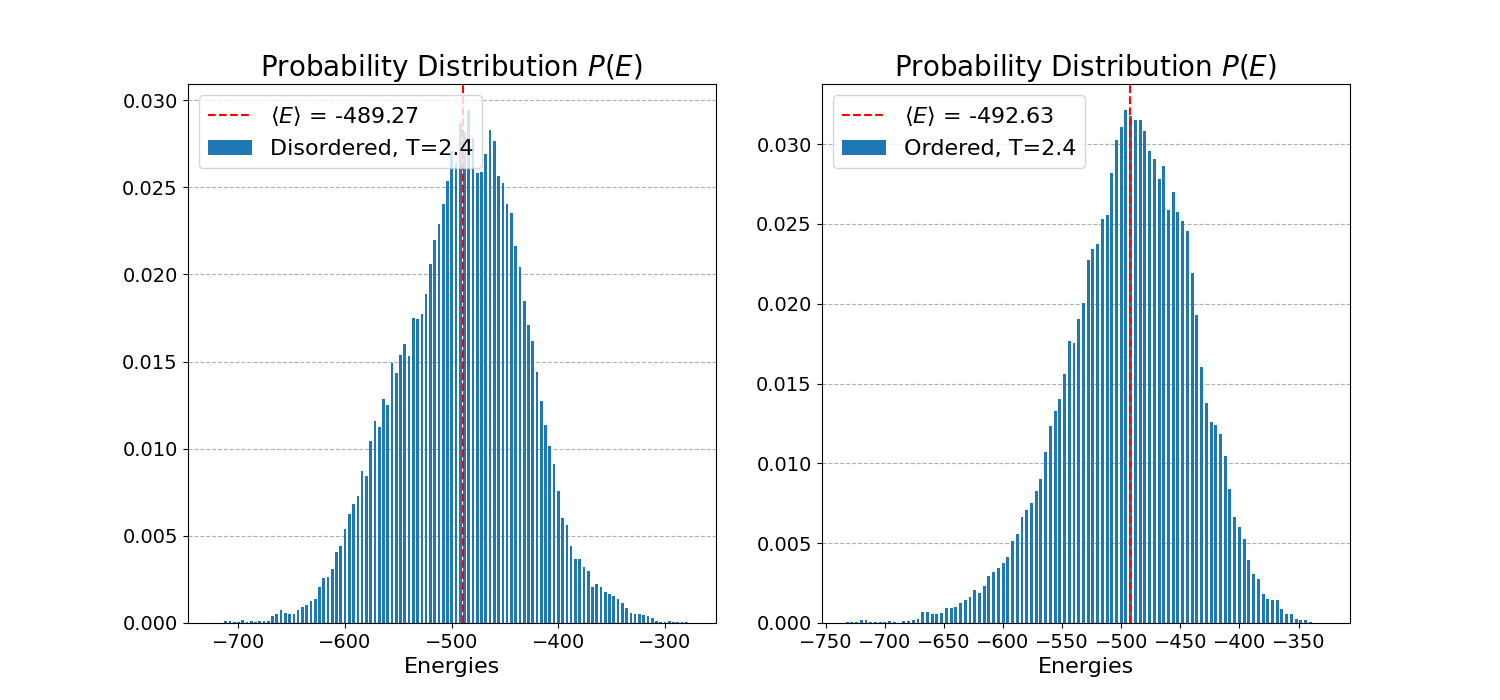 Probability Distribution P(E)
⟨E⟩ = -489.27
Disordered, T=2.4
0.030
0.025
0.020
0.015
0.010
0.005
0.000
−700 −600 −500 −400 −300
Energies
Probability Distribution P(E)
⟨E⟩ = -492.63
Ordered, T=2.4
0.030
0.025
0.020
0.015
0.010
0.005
0.000
−750 −700 −650 −600 −550 −500 −450 −400 −350
Energies